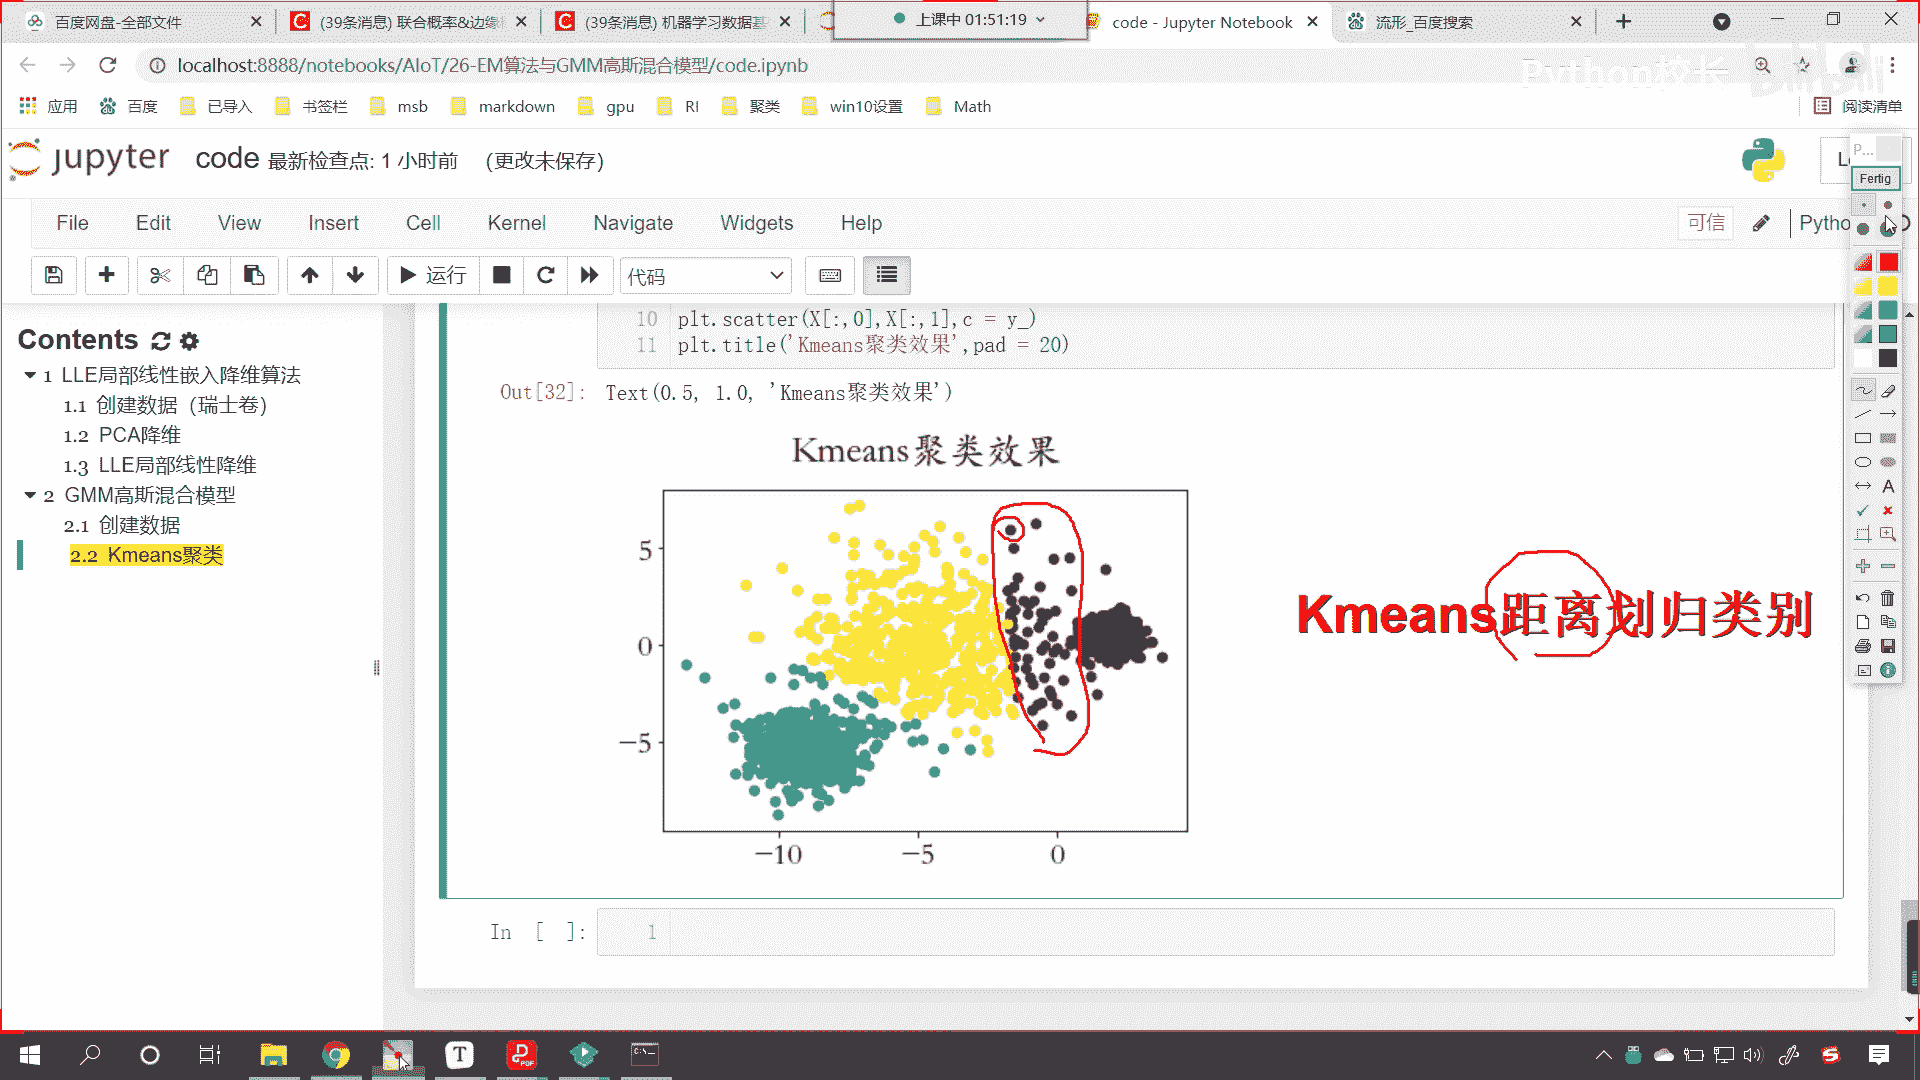 百度网盘-全部文件
(39条消息) 联合概率&边缘
(39条消息) 机器学习数据基
上课中 01:51:19
code - Jupyter Notebook
流形_百度搜索
localhost:8888/notebooks/AIoT/26-EM算法与GMM高斯混合模型/code.ipynb
Python校长
应用 百度 已导入 书签栏 msb markdown gpu RI 聚类 win10设置 Math 阅读清单
jupyter code 最新检查点: 1 小时前 (更改未保存)
P...
Fertig
File Edit View Insert Cell Kernel Navigate Widgets Help 可信 Pytho
运行 代码
Contents
1 LLE局部线性嵌入降维算法
1.1 创建数据（瑞士卷）
1.2 PCA降维
1.3 LLE局部线性降维
2 GMM高斯混合模型
2.1 创建数据
2.2 Kmeans聚类
10 plt.scatter(X[:,0],X[:,1],c = y_)
11 plt.title('Kmeans聚类效果',pad = 20)
Out[32]: Text(0.5, 1.0, 'Kmeans聚类效果')
Kmeans聚类效果
5
0
−5
−10 −5 0
Kmeans距离划归类别
In [ ]: 1